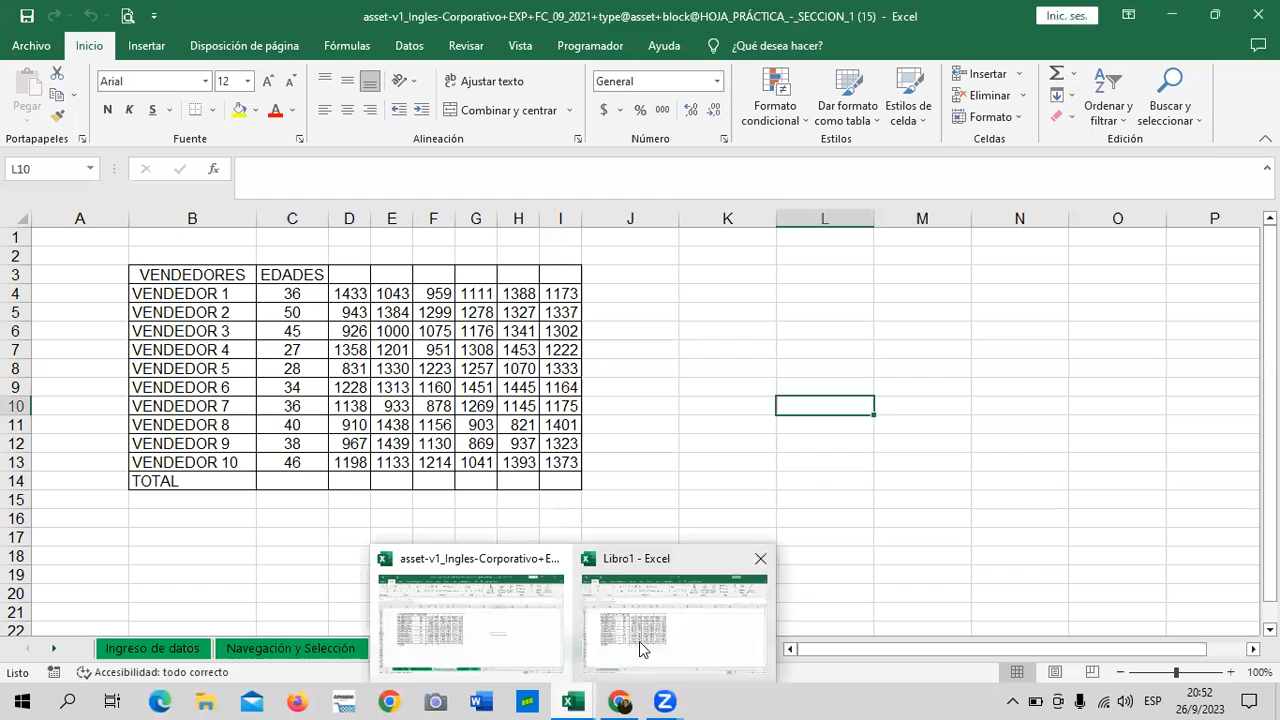 asset-v1_Ingles-Corporativo+EXP+FC_09_2021+type@asset+block@HOJA_PRÁCTICA_-_SECCION_1 (15) - Excel
Inic. ses.
Archivo Inicio Insertar Disposición de página Fórmulas Datos Revisar Vista Programador Ayuda ¿Qué desea hacer?
Pegar
Arial 12
Ajustar texto
General
Insertar
Eliminar
Formato
N K S
Combinar y centrar
$ % 000
Formato condicional
Dar formato como tabla
Estilos de celda
Ordenar y filtrar
Buscar y seleccionar
Portapapeles Fuente Alineación Número Estilos Celdas Edición
L10 fx
A B C D E F G H I J K L M N O P
1
2
3 VENDEDORES EDADES
4 VENDEDOR 1 36 1433 1043 959 1111 1388 1173
5 VENDEDOR 2 50 943 1384 1299 1278 1327 1337
6 VENDEDOR 3 45 926 1000 1075 1176 1341 1302
7 VENDEDOR 4 27 1358 1201 951 1308 1453 1222
8 VENDEDOR 5 28 831 1330 1223 1257 1070 1333
9 VENDEDOR 6 34 1228 1313 1160 1451 1445 1164
10 VENDEDOR 7 36 1138 933 878 1269 1145 1175
11 VENDEDOR 8 40 910 1438 1156 903 821 1401
12 VENDEDOR 9 38 967 1439 1130 869 937 1323
13 VENDEDOR 10 46 1198 1133 1214 1041 1393 1373
14 TOTAL
15
16
17
18
19
20
21
22
asset-v1_Ingles-Corporativo+E... Libro1 - Excel
Ingreso de datos Navegación y Selección
Listo Accesibilidad: todo correcto 100%
ESP
20:52
26/9/2023